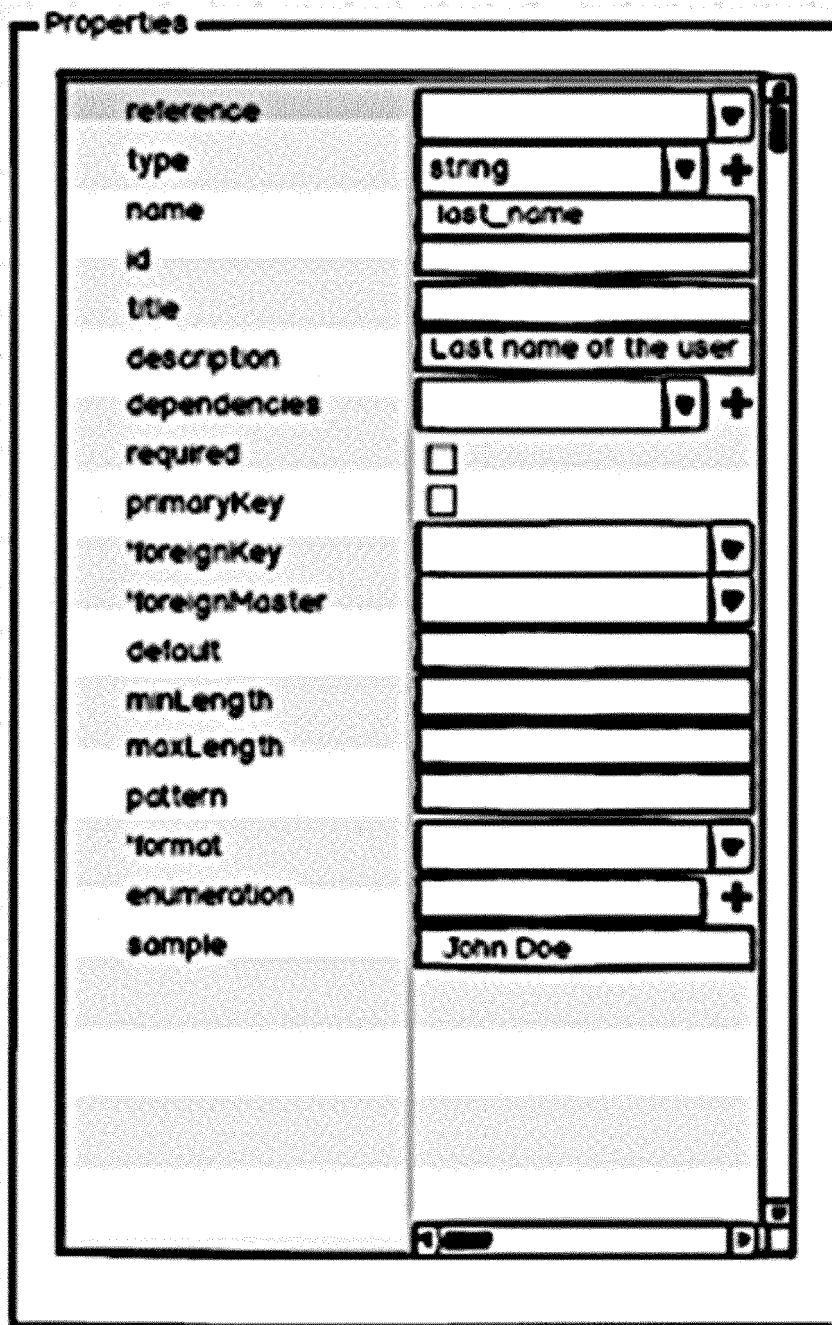 Properties
reference
type string
name last_name
id
title
description Last name of the user
dependencies
required
primaryKey
*foreignKey
*foreignMaster
default
minLength
maxLength
pattern
*format
enumeration
sample John Doe